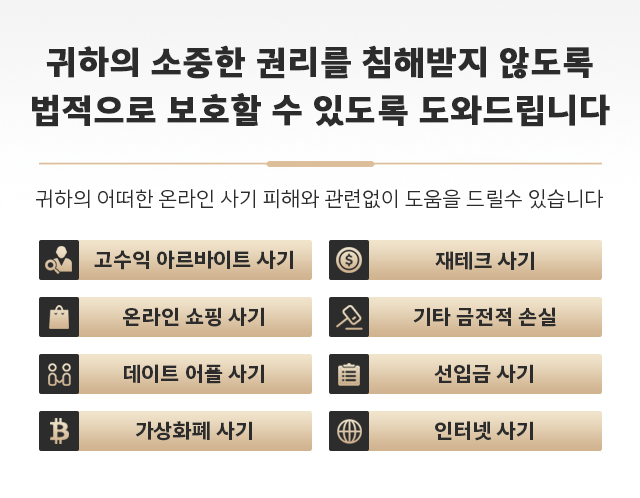 귀하의 소중한 권리를 침해받지 않도록
법적으로 보호할 수 있도록 도와드립니다
귀하의 어떠한 온라인 사기 피해와 관련없이 도움을 드릴수 있습니다
고수익 아르바이트 사기
재테크 사기
온라인 쇼핑 사기
기타 금전적 손실
데이트 어플 사기
선입금 사기
가상화폐 사기
인터넷 사기